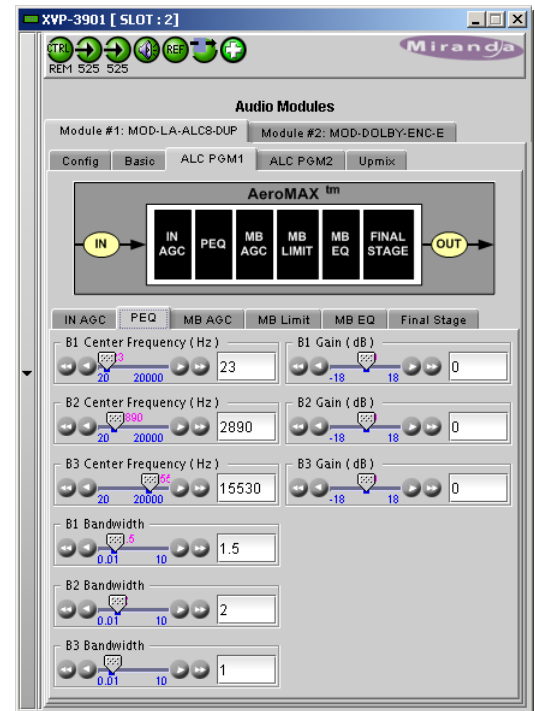 XVP-3901 [ SLOT : 2]
CTRL REF
REM 525 525
Miranda
Audio Modules
Module #1: MOD-LA-ALC8-DUP Module #2: MOD-DOLBY-ENC-E
Config Basic ALC PGM1 ALC PGM2 Upmix
AeroMAX tm
IN
IN AGC
PEQ
MB AGC
MB LIMIT
MB EQ
FINAL STAGE
OUT
IN AGC PEQ MB AGC MB Limit MB EQ Final Stage
B1 Center Frequency ( Hz ) B1 Gain ( dB )
20 20000 23 -18 18 0
B2 Center Frequency ( Hz ) B2 Gain ( dB )
20 20000 2890 -18 18 0
B3 Center Frequency ( Hz ) B3 Gain ( dB )
20 20000 15530 -18 18 0
B1 Bandwidth
0.01 10 1.5
B2 Bandwidth
0.01 10 2
B3 Bandwidth
0.01 10 1